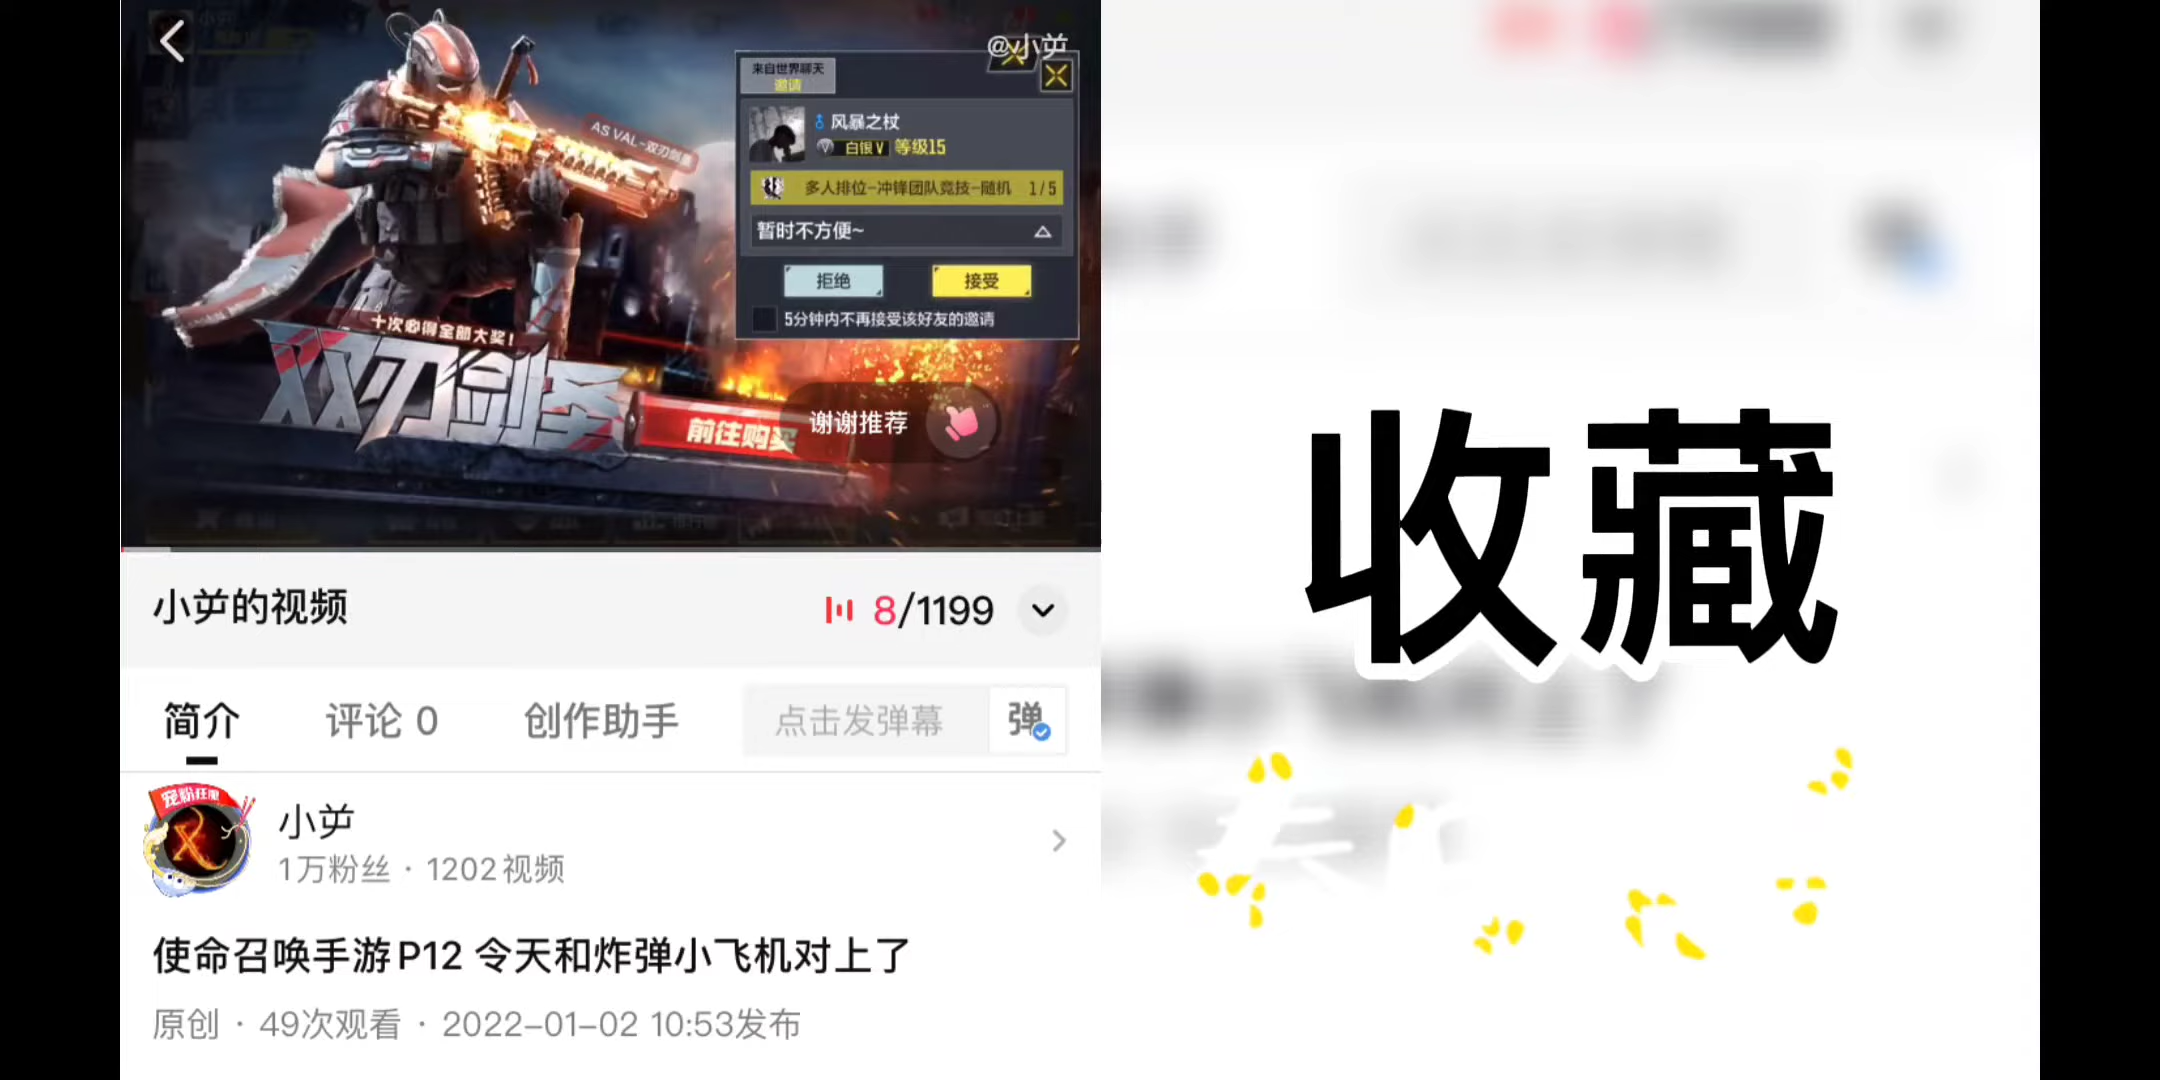 @小屰
来自世界聊天
邀请
风暴之杖
白银V 等级15
多人排位-冲锋团队竞技-随机 1/5
暂时不方便~
拒绝 接受
5分钟内不再接受该好友的邀请
AS VAL-双刃剑圣
十次必得全部大奖!
双刃剑圣
前往购买
谢谢推荐
小屰的视频
8/1199
简介 评论 0 创作助手 点击发弹幕 弹
宠粉狂魔
小屰
1万粉丝 · 1202视频
使命召唤手游P12 令天和炸弹小飞机对上了
原创 · 49次观看 · 2022-01-02 10:53发布
收藏